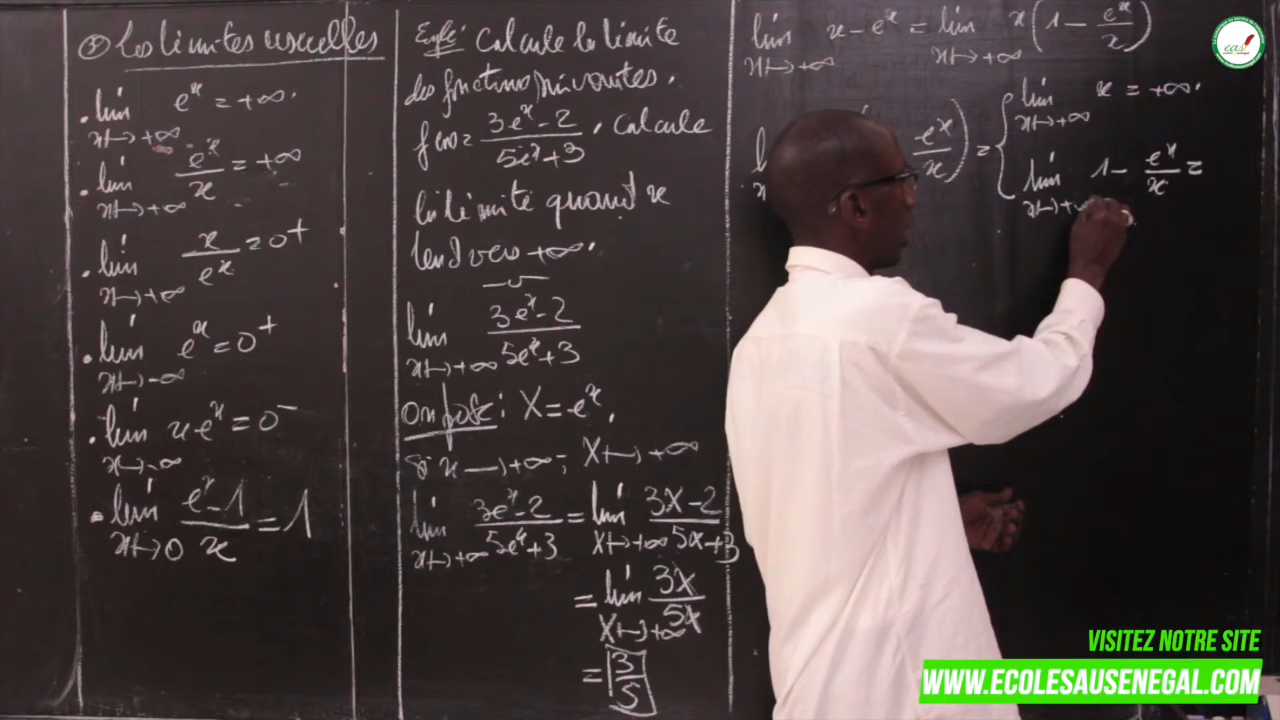 ③ Les limites usuelles
• lim e^x = +∞.
x→+∞
• lim e^x/x = +∞
x→+∞
• lim x/e^x = 0+
x→+∞
• lim e^x = 0+
x→-∞
• lim xe^x = 0-
x→-∞
• lim (e^x-1)/x = 1
x→0
Exple: Calcule la limite
des fonctions suivantes.
f(x) = (3e^x-2)/(5e^x+3). Calcule
la limite quand x
tend vers +∞.
lim (3e^x-2)/(5e^x+3)
x→+∞
on pose: X = e^x.
si x → +∞; X → +∞
lim (3e^x-2)/(5e^x+3) = lim (3X-2)/(5X+3)
x→+∞ X→+∞
= lim 3X/5X
X→+∞
= 3/5
lim x - e^x = lim x(1 - e^x/x)
x→+∞ x→+∞
e^x/x) = { lim x = +∞.
x→+∞
lim 1 - e^x/x =
eas
VISITEZ NOTRE SITE
WWW.ECOLESAUSENEGAL.COM